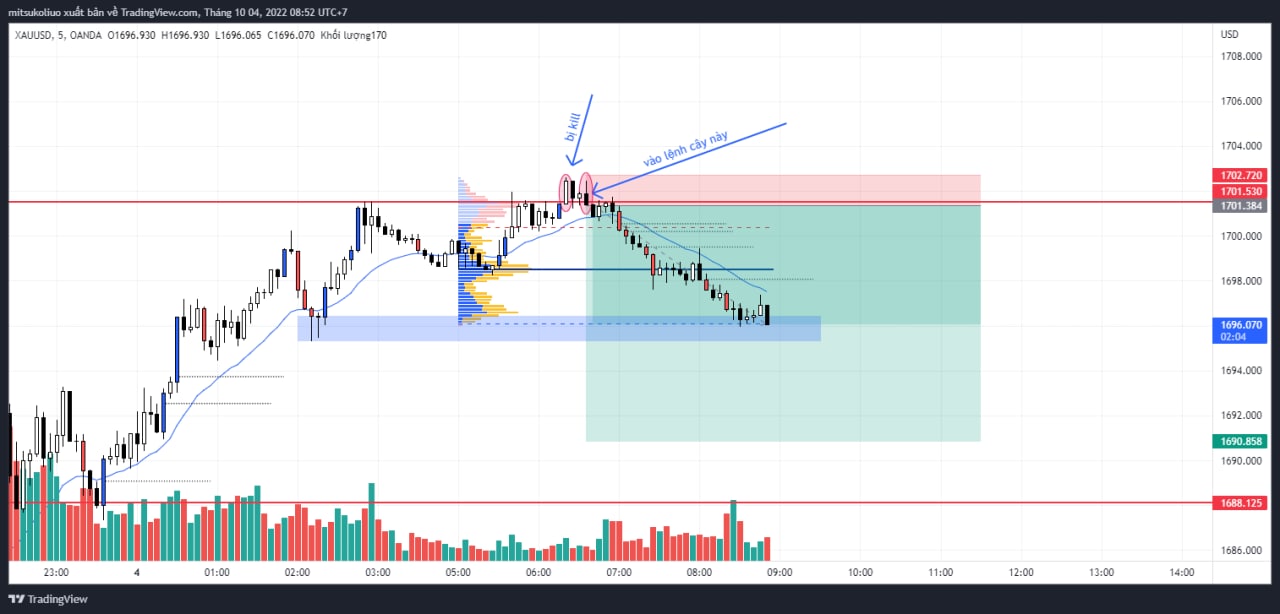 mitsukoliuo xuất bản về TradingView.com, Tháng 10 04, 2022 08:52 UTC+7
XAUUSD, 5, OANDA O1696.930 H1696.930 L1696.065 C1696.070 Khối lượng170
USD
1708.000
1706.000
bị kill
vào lệnh cây này
1704.000
1702.720
1701.530
1701.384
1700.000
1698.000
1696.070
02:04
1694.000
1692.000
1690.858
1690.000
1688.125
1686.000
23:00 4 01:00 02:00 03:00 05:00 06:00 07:00 08:00 09:00 10:00 11:00 12:00 13:00 14:00
TradingView